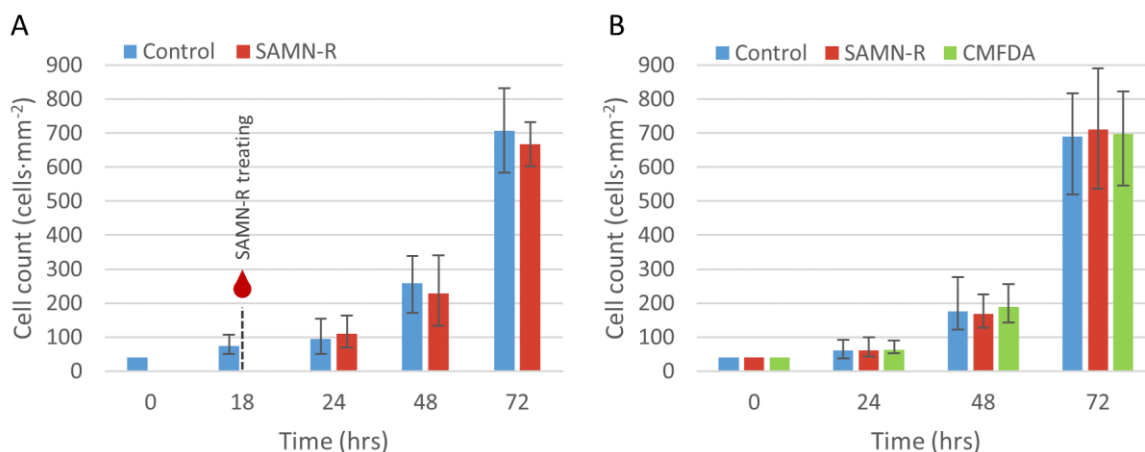 A
Control SAMN-R
Cell count (cells·mm⁻²)
900
800
700
600
500
400
300
200
100
0
SAMN-R treating
0 18 24 48 72
Time (hrs)
B
Control SAMN-R CMFDA
Cell count (cells·mm⁻²)
900
800
700
600
500
400
300
200
100
0
0 24 48 72
Time (hrs)